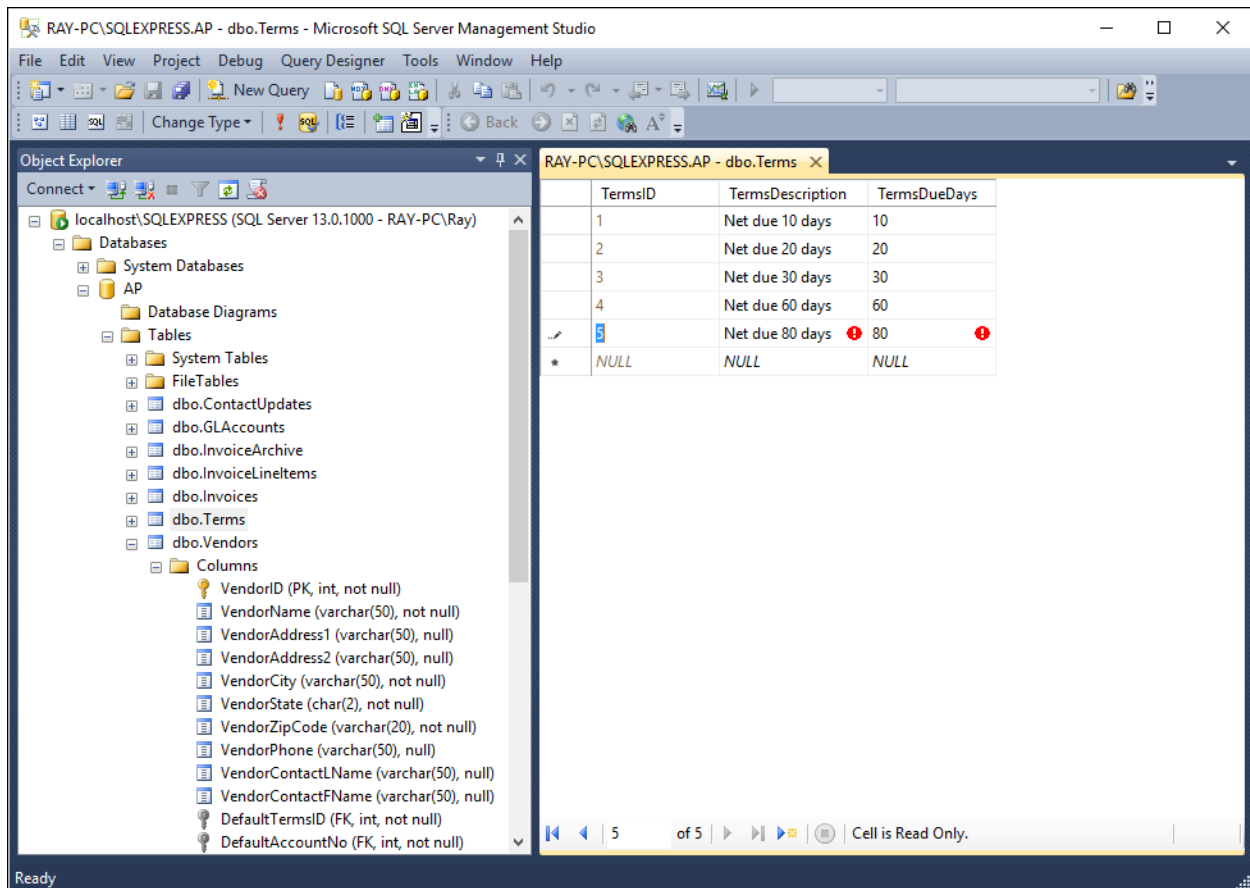 RAY-PC\SQLEXPRESS.AP - dbo.Terms - Microsoft SQL Server Management Studio
File Edit View Project Debug Query Designer Tools Window Help
New Query
Change Type Back
Object Explorer
Connect
localhost\SQLEXPRESS (SQL Server 13.0.1000 - RAY-PC\Ray)
Databases
System Databases
AP
Database Diagrams
Tables
System Tables
FileTables
dbo.ContactUpdates
dbo.GLAccounts
dbo.InvoiceArchive
dbo.InvoiceLineItems
dbo.Invoices
dbo.Terms
dbo.Vendors
Columns
VendorID (PK, int, not null)
VendorName (varchar(50), not null)
VendorAddress1 (varchar(50), null)
VendorAddress2 (varchar(50), null)
VendorCity (varchar(50), not null)
VendorState (char(2), not null)
VendorZipCode (varchar(20), not null)
VendorPhone (varchar(50), null)
VendorContactLName (varchar(50), null)
VendorContactFName (varchar(50), null)
DefaultTermsID (FK, int, not null)
DefaultAccountNo (FK, int, not null)
RAY-PC\SQLEXPRESS.AP - dbo.Terms
TermsID TermsDescription TermsDueDays
1 Net due 10 days 10
2 Net due 20 days 20
3 Net due 30 days 30
4 Net due 60 days 60
5 Net due 80 days 80
NULL NULL NULL
5 of 5 Cell is Read Only.
Ready